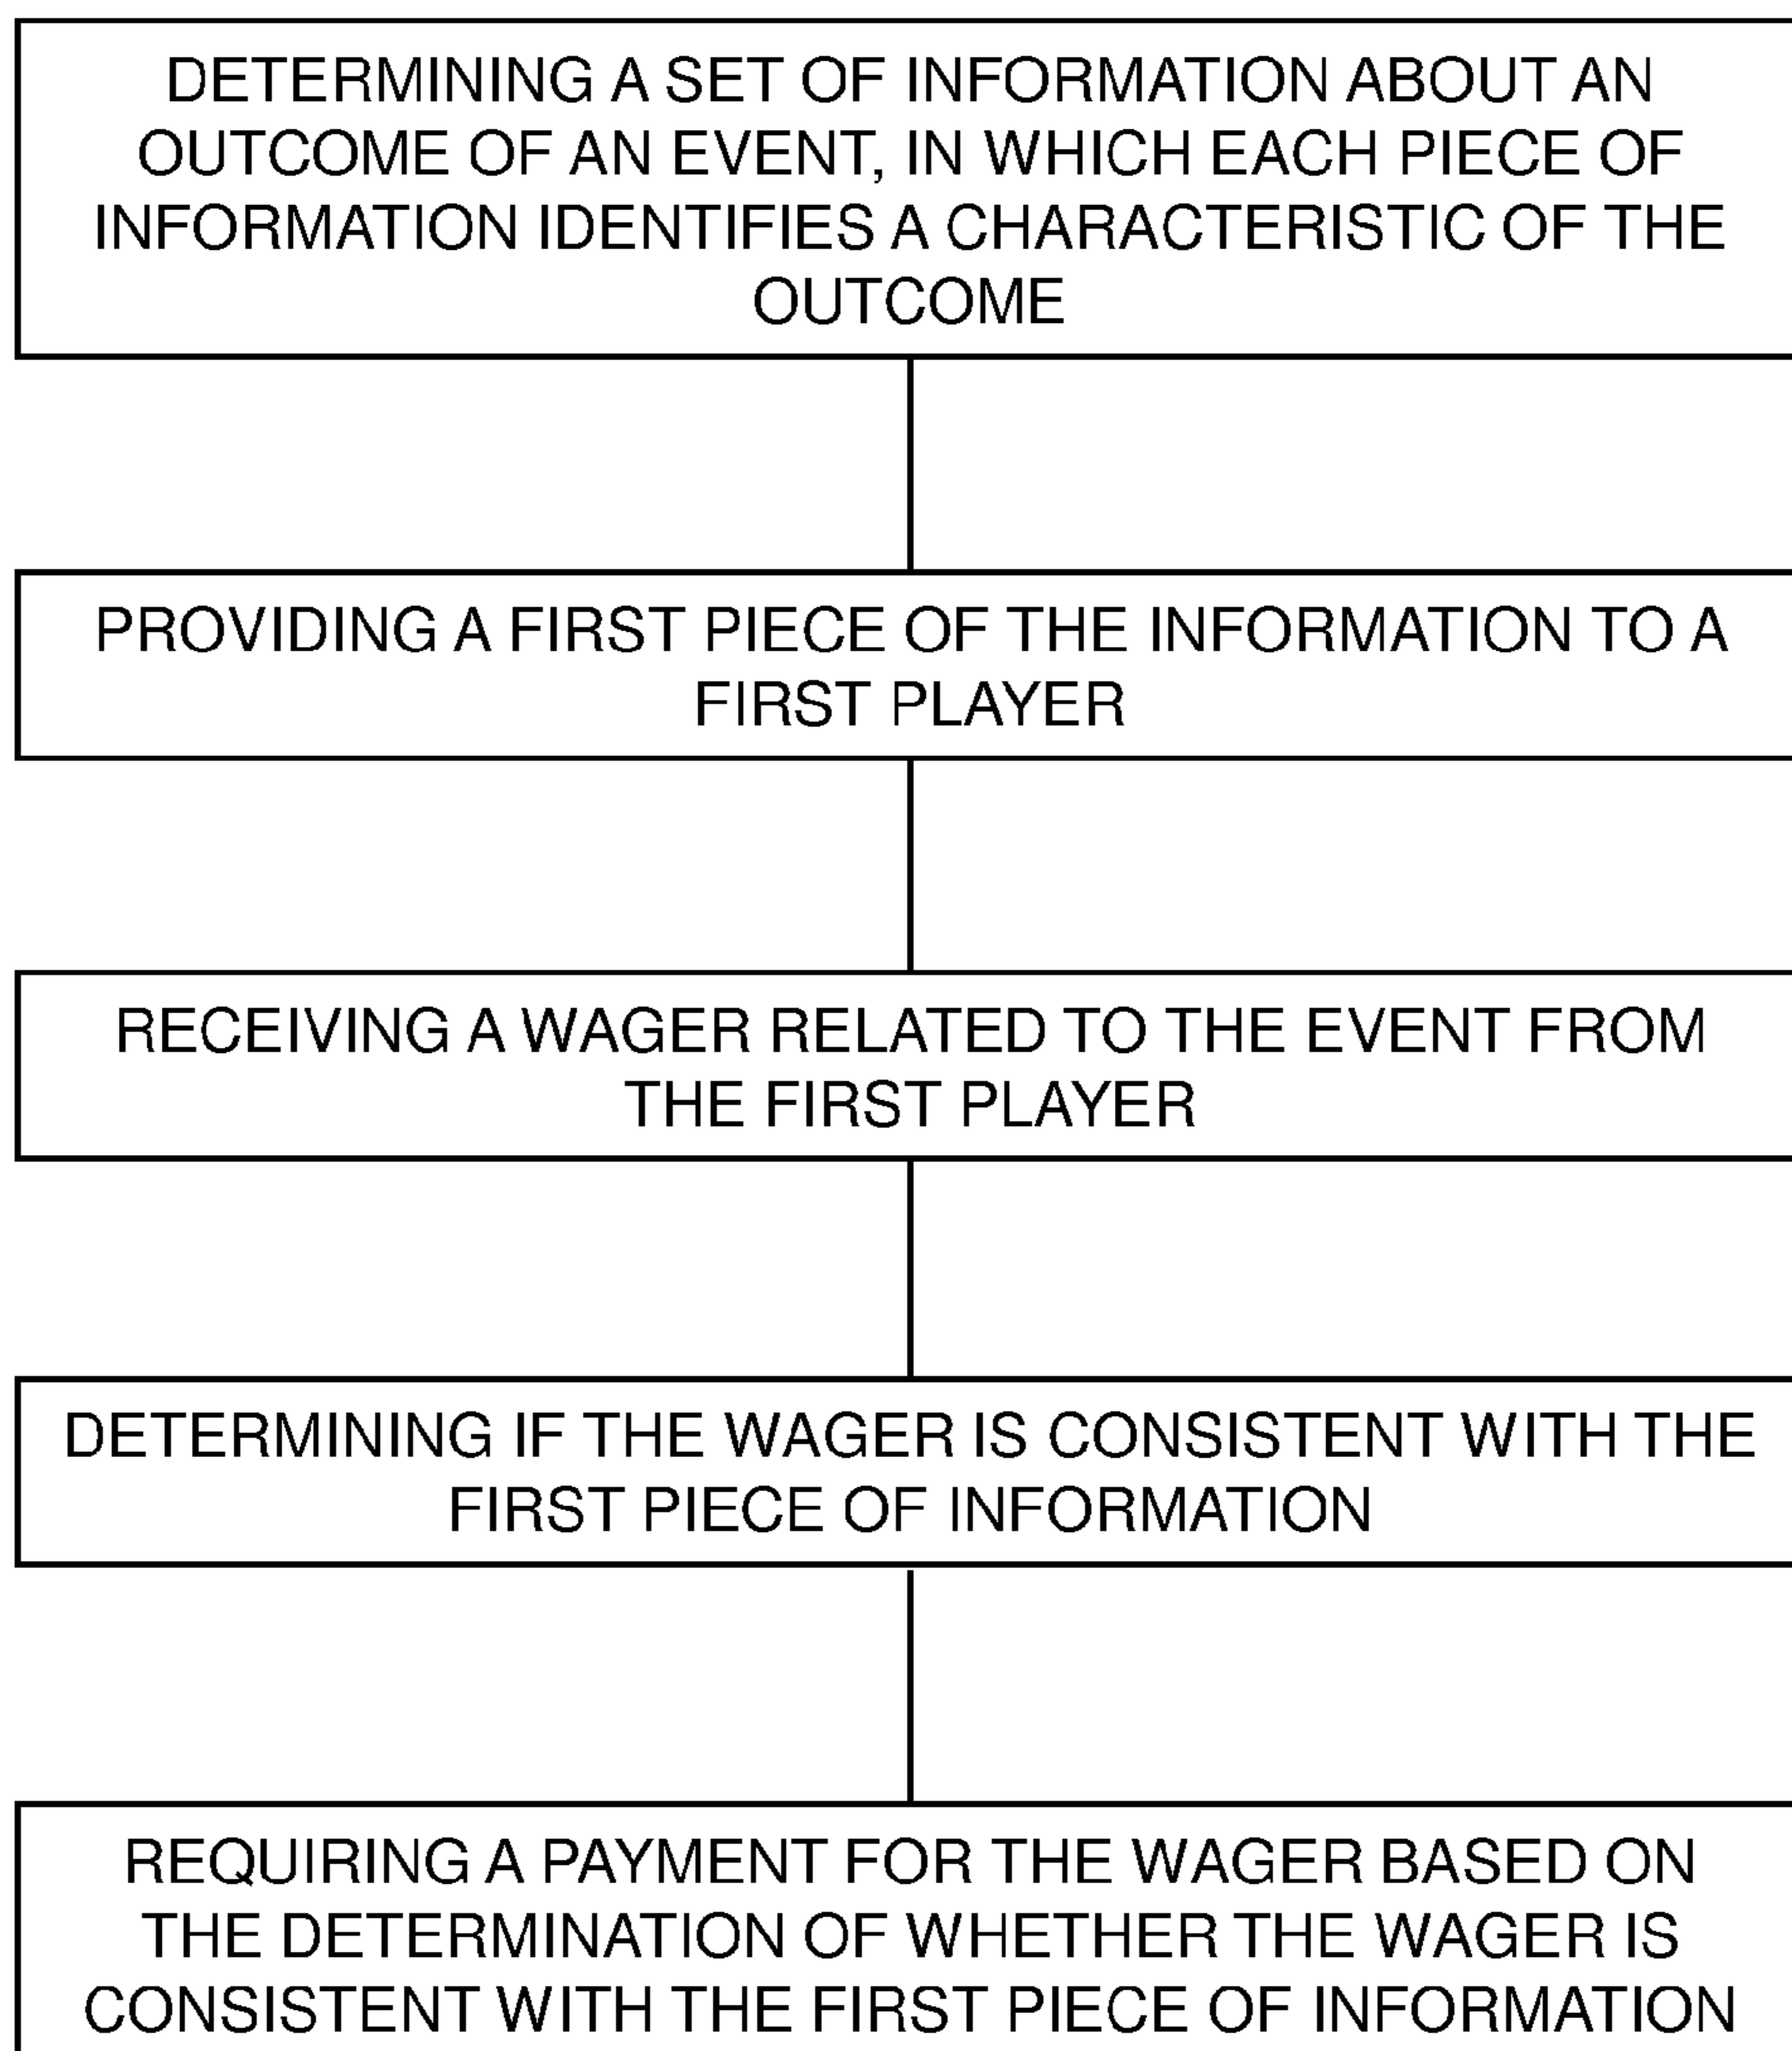 DETERMINING A SET OF INFORMATION ABOUT AN
OUTCOME OF AN EVENT, IN WHICH EACH PIECE OF
INFORMATION IDENTIFIES A CHARACTERISTIC OF THE
OUTCOME
PROVIDING A FIRST PIECE OF THE INFORMATION TO A
FIRST PLAYER
RECEIVING A WAGER RELATED TO THE EVENT FROM
THE FIRST PLAYER
DETERMINING IF THE WAGER IS CONSISTENT WITH THE
FIRST PIECE OF INFORMATION
REQUIRING A PAYMENT FOR THE WAGER BASED ON
THE DETERMINATION OF WHETHER THE WAGER IS
CONSISTENT WITH THE FIRST PIECE OF INFORMATION